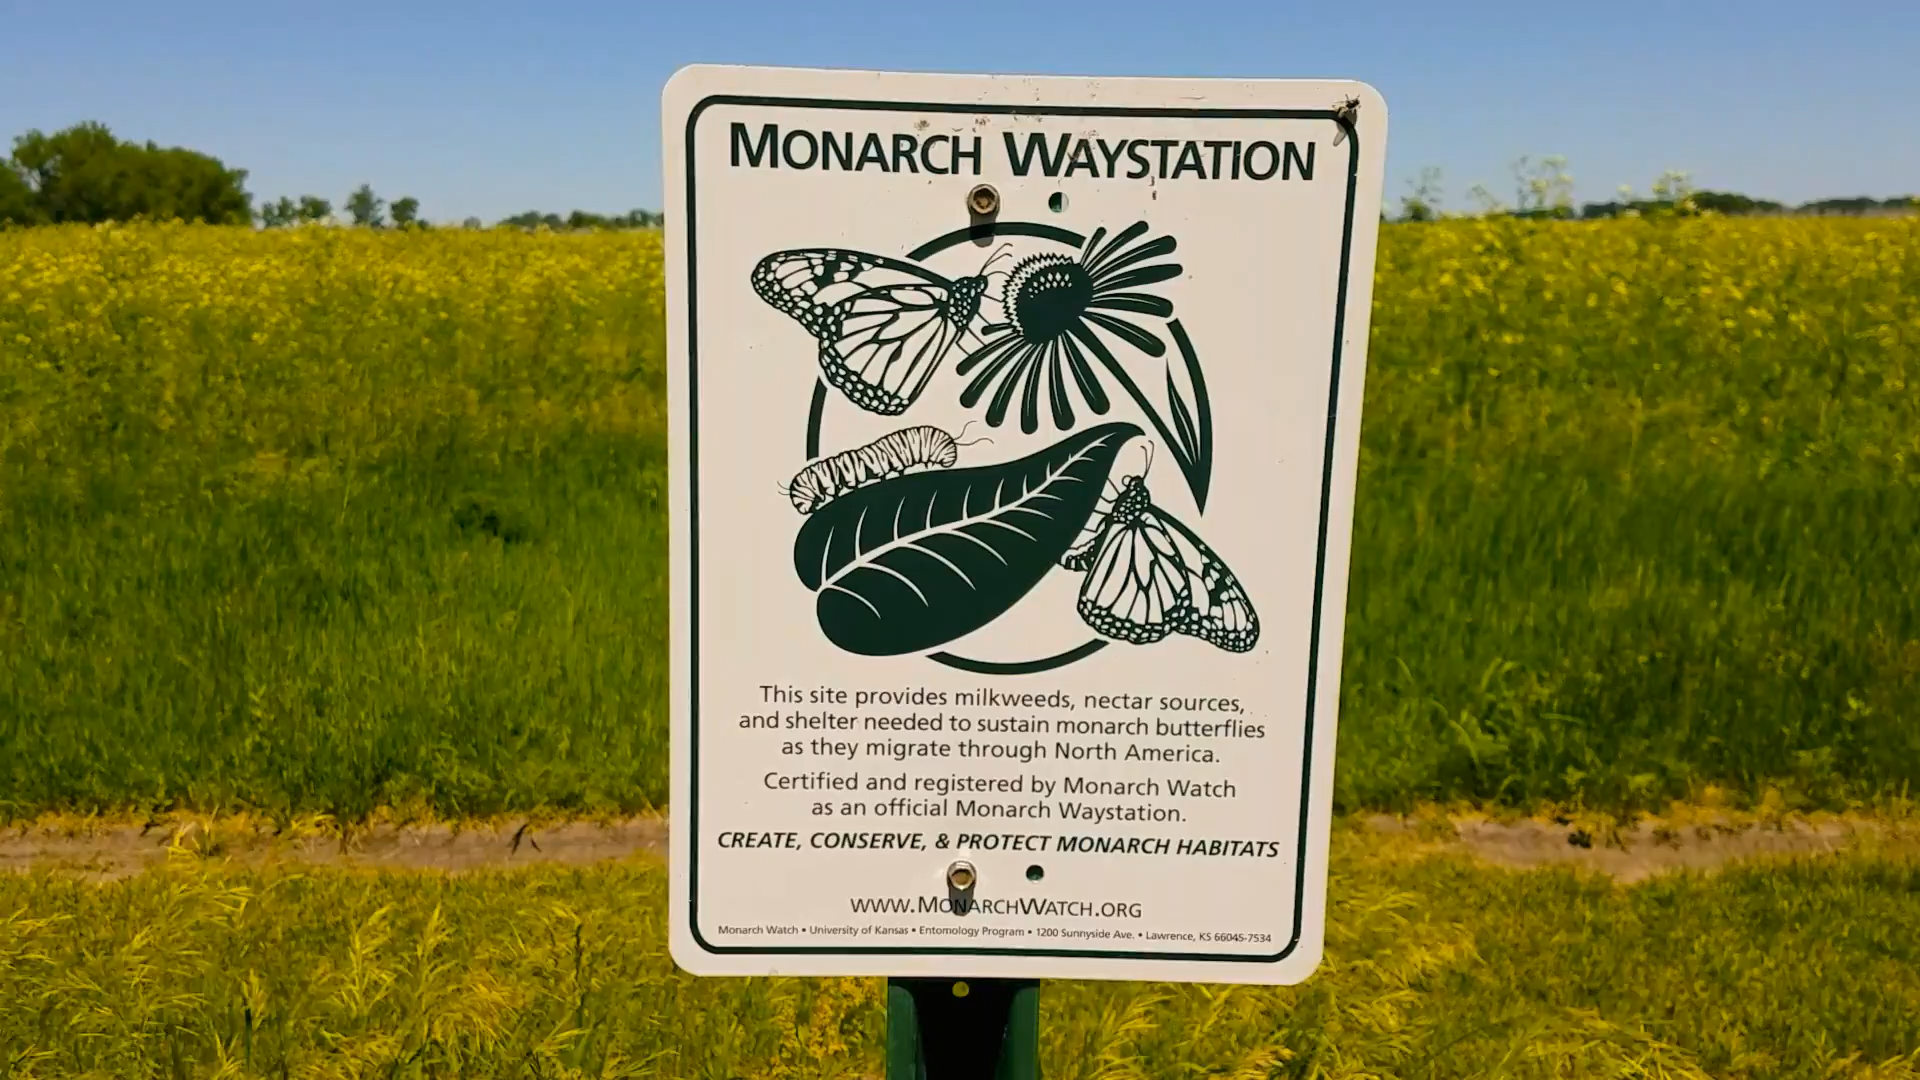 MONARCH WAYSTATION
This site provides milkweeds, nectar sources,
and shelter needed to sustain monarch butterflies
as they migrate through North America.
Certified and registered by Monarch Watch
as an official Monarch Waystation.
CREATE, CONSERVE, & PROTECT MONARCH HABITATS
WWW.MONARCHWATCH.ORG
Monarch Watch • University of Kansas • Entomology Program • 1200 Sunnyside Ave. • Lawrence, KS 66045-7534